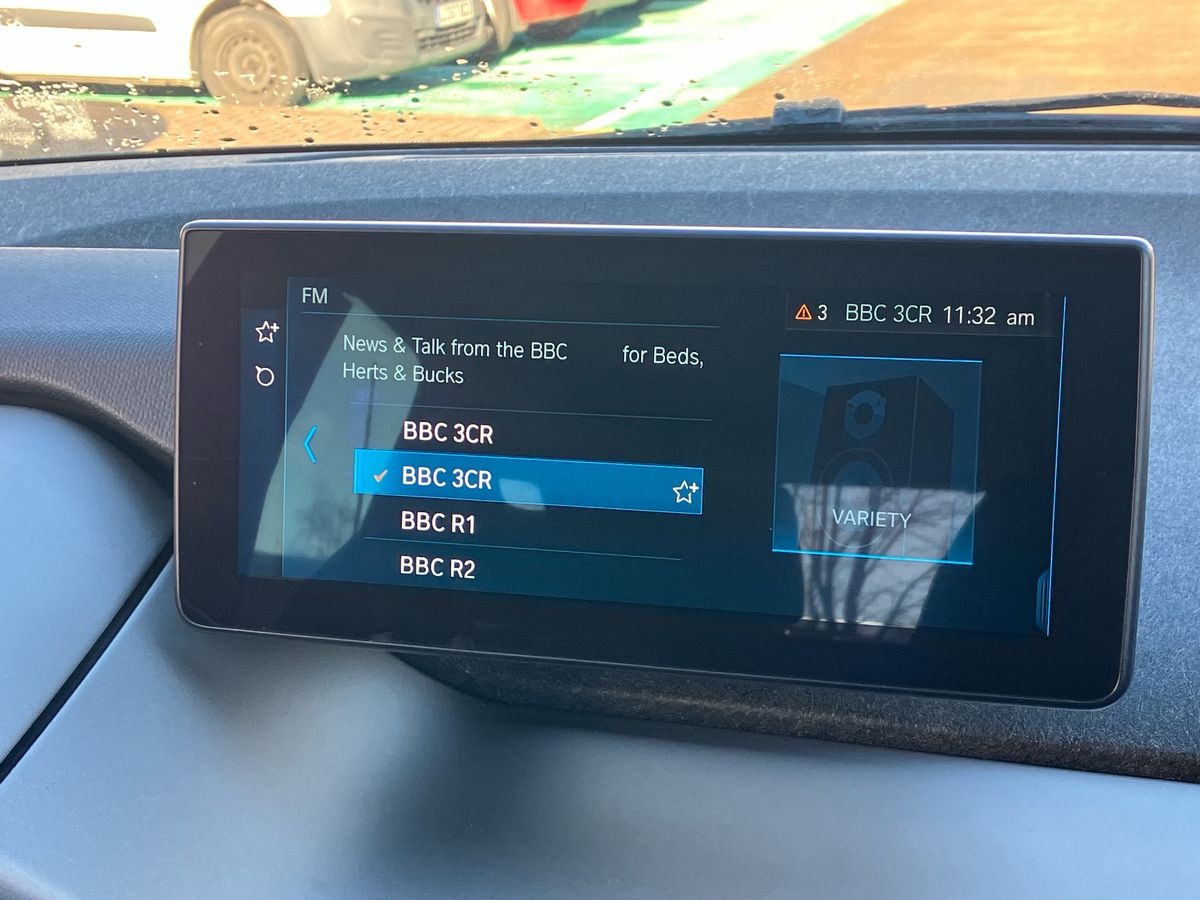 FM
3 BBC 3CR 11:32 am
News & Talk from the BBC for Beds,
Herts & Bucks
BBC 3CR
BBC 3CR
BBC R1
BBC R2
VARIETY